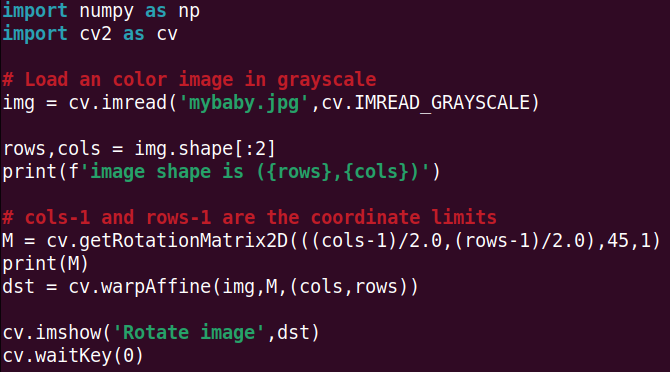 import numpy as np
import cv2 as cv
# Load an color image in grayscale
img = cv.imread('mybaby.jpg',cv.IMREAD_GRAYSCALE)
rows,cols = img.shape[:2]
print(f'image shape is ({rows},{cols})')
# cols-1 and rows-1 are the coordinate limits
M = cv.getRotationMatrix2D(((cols-1)/2.0,(rows-1)/2.0),45,1)
print(M)
dst = cv.warpAffine(img,M,(cols,rows))
cv.imshow('Rotate image',dst)
cv.waitKey(0)